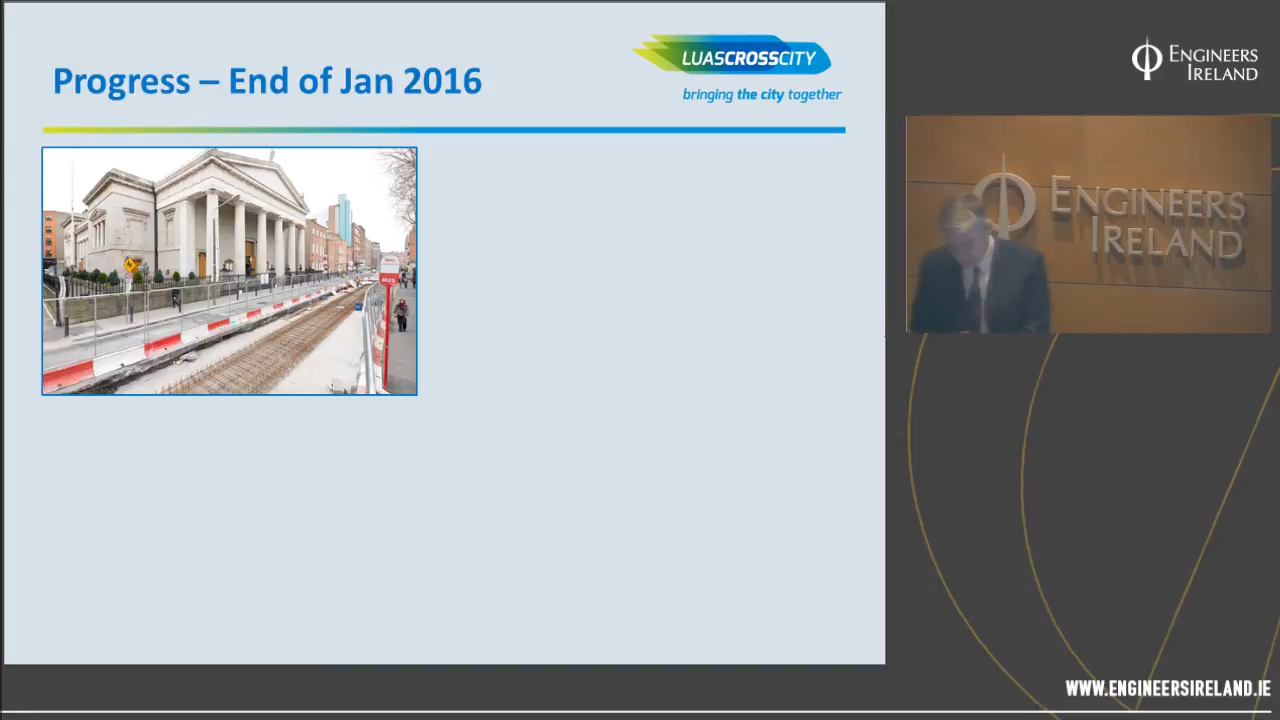 Progress – End of Jan 2016
LUASCROSSCITY
bringing the city together
ENGINEERS
IRELAND
ENGINEERS
IRELAND
WWW.ENGINEERSIRELAND.IE